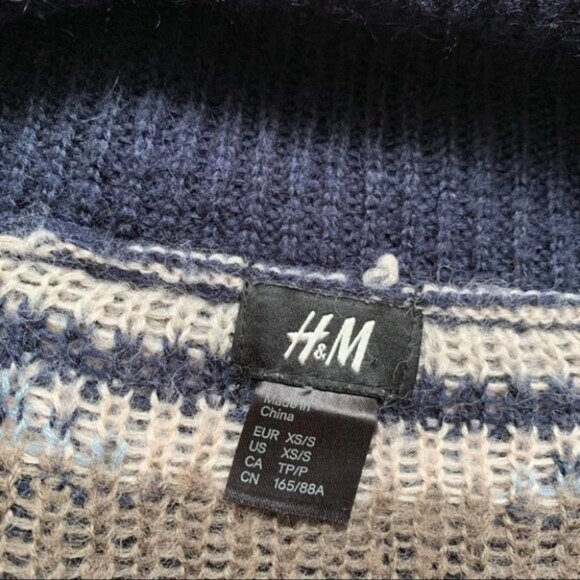 H&M
Made in
China
EUR XS/S
US XS/S
CA TP/P
CN 165/88A